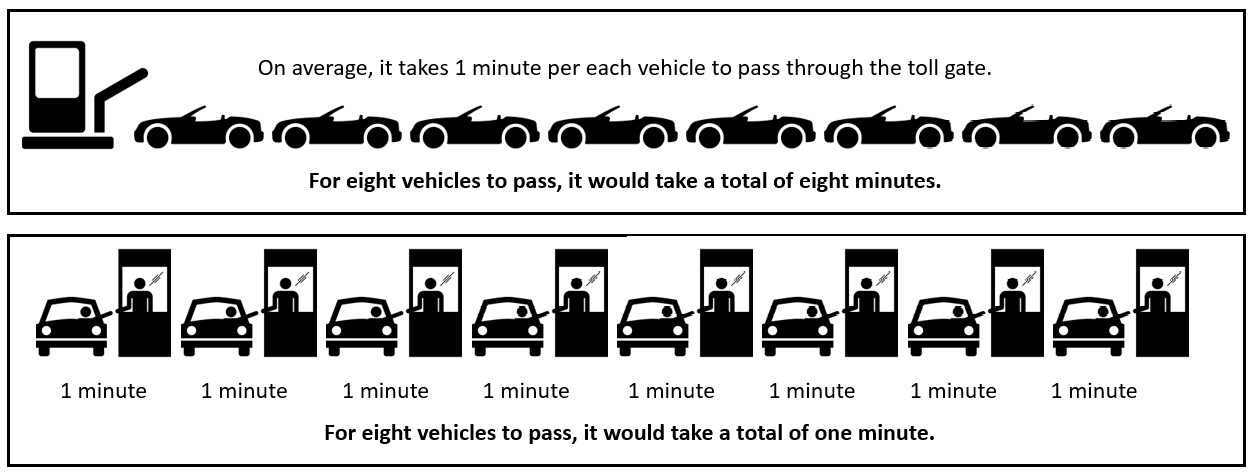 On average, it takes 1 minute per each vehicle to pass through the toll gate.
For eight vehicles to pass, it would take a total of eight minutes.
1 minute 1 minute 1 minute 1 minute 1 minute 1 minute 1 minute 1 minute
For eight vehicles to pass, it would take a total of one minute.